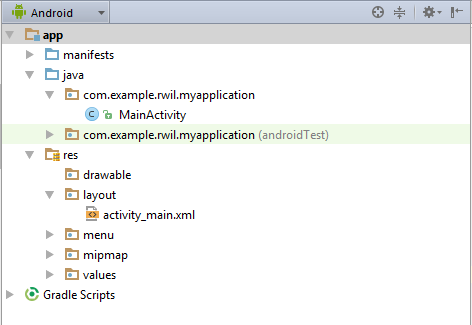 Android
app
manifests
java
com.example.rwil.myapplication
C MainActivity
com.example.rwil.myapplication (androidTest)
res
drawable
layout
activity_main.xml
menu
mipmap
values
Gradle Scripts